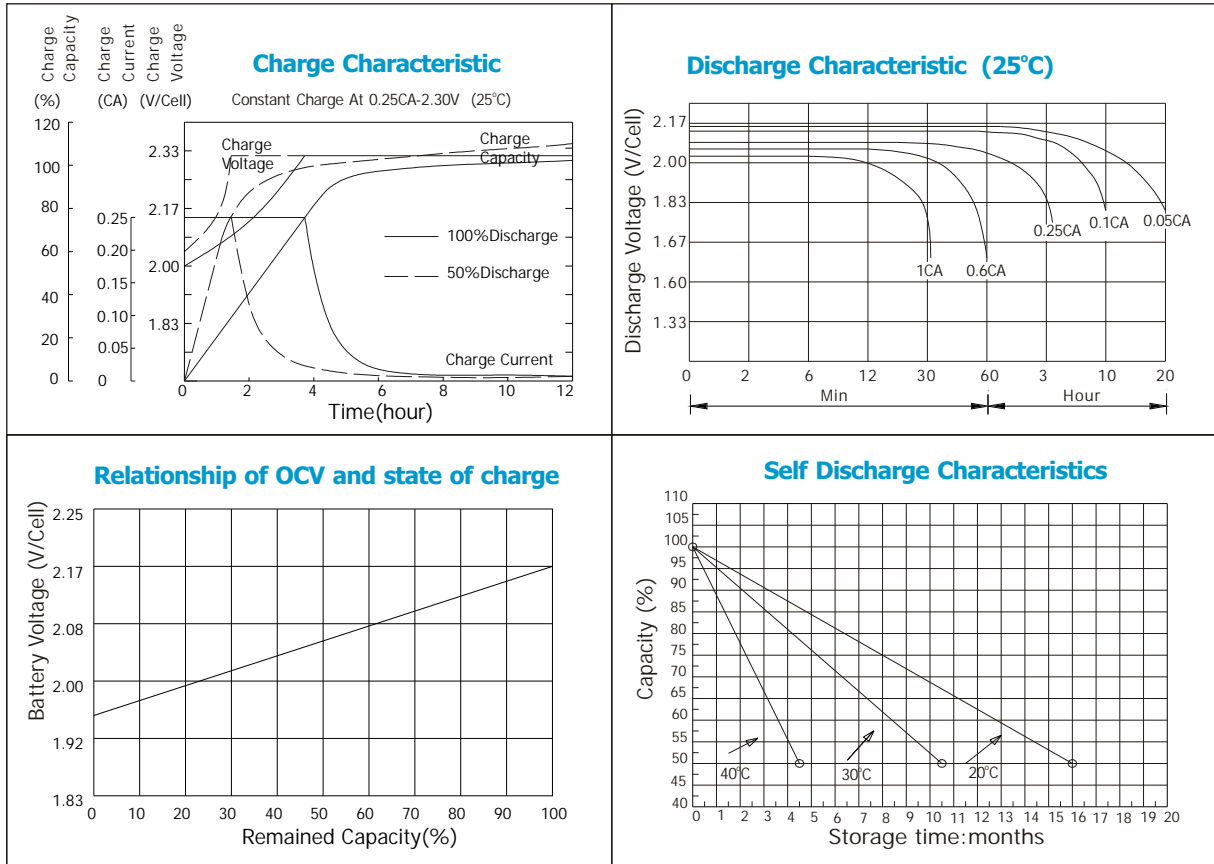 Charge Capacity
Charge Current
Charge Voltage
(%) (CA) (V/Cell)
Charge Characteristic
Constant Charge At 0.25CA-2.30V (25°C)
120
100
80
60
40
20
0
0.25
0.20
0.15
0.10
0.05
0
2.33
2.17
2.00
1.83
Charge Voltage
Charge Capacity
100%Discharge
50%Discharge
Charge Current
0 2 4 6 8 10 12
Time(hour)
Discharge Characteristic (25°C)
Discharge Voltage (V/Cell)
2.17
2.00
1.83
1.67
1.60
1.33
1CA
0.6CA
0.25CA
0.1CA
0.05CA
0 2 6 12 30 60 3 10 20
Min Hour
Relationship of OCV and state of charge
Battery Voltage (V/Cell)
2.25
2.17
2.08
2.00
1.92
1.83
0 10 20 30 40 50 60 70 80 90 100
Remained Capacity(%)
Self Discharge Characteristics
Capacity (%)
110
105
100
95
90
85
80
75
70
65
60
55
50
45
40
40°C
30°C
20°C
0 1 2 3 4 5 6 7 8 9 10 11 12 13 14 15 16 17 18 19 20
Storage time:months